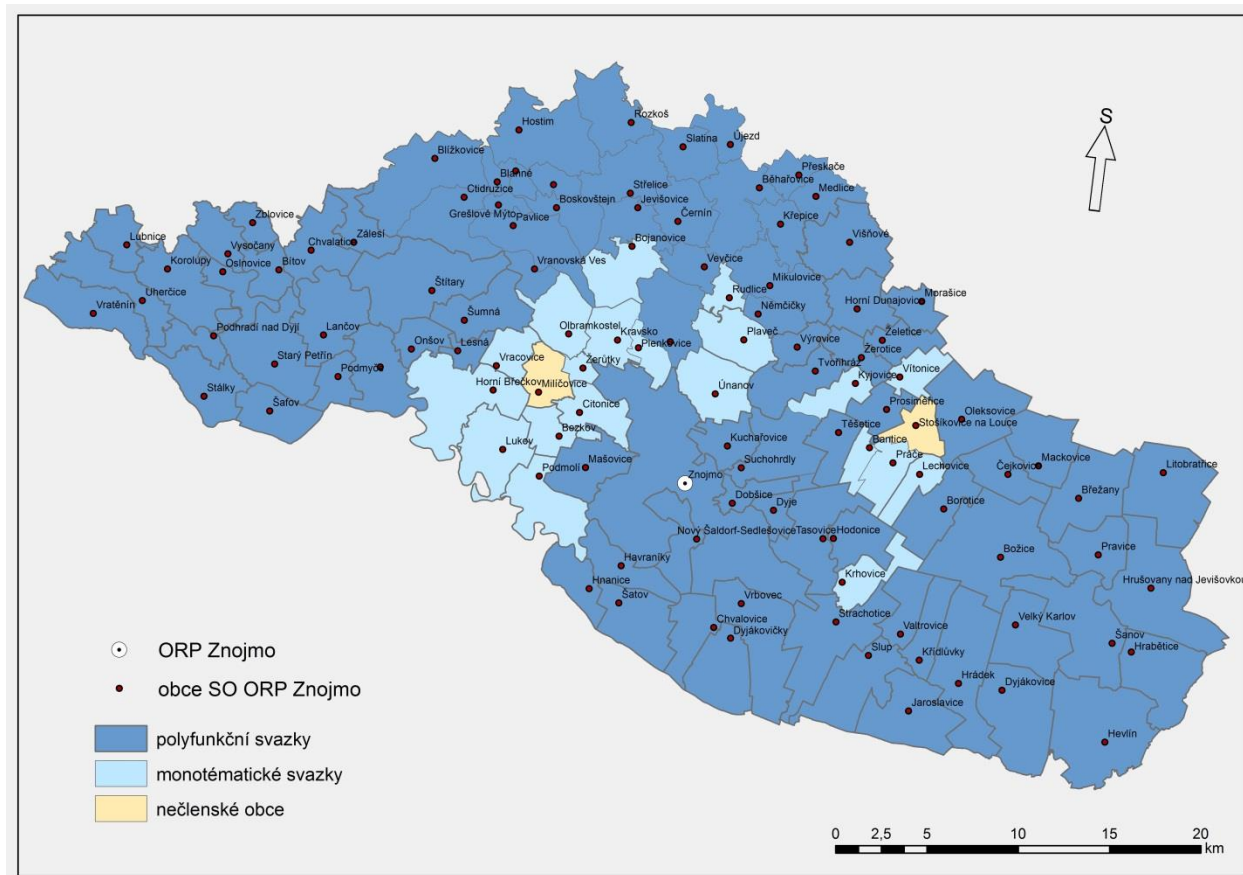 S
Rozkoš
Hostim
Újezd
Slatina
Blížkovice
Přeskače
Blanné
Běhařovice
Medlice
Ctidružice
Střelice
Boskovštejn
Jevišovice
Grešlové Mýto
Pavlice
Černín
Křepice
Zblovice
Višňové
Zálesí
Lubnice
Chvalatice
Bojanovice
Vysočany
Korolupy
Oslnovice
Bítov
Vranovská Ves
Vevčice
Mikulovice
Štítary
Rudlice
Uherčice
Horní Dunajovice
Morašice
Vratěnín
Němčičky
Šumná
Podhradí nad Dyjí
Lančov
Olbramkostel
Kravsko
Plenkovice
Plaveč
Želetice
Onšov
Lesná
Výrovice
Žerotice
Starý Petřín
Vracovice
Žerůtky
Tvořihráz
Podmyče
Kyjovice
Vítonice
Horní Břečkov
Milíčovice
Stálky
Únanov
Šafov
Citonice
Prosiměřice
Oleksovice
Stošíkovice na Louce
Bezkov
Těšetice
Kuchařovice
Bantice
Lukov
Mašovice
Suchohrdly
Práče
Mackovice
Podmolí
Lechovice
Čejkovice
Litobratřice
Znojmo
Břežany
Dobšice
Dyje
Borotice
Nový Šaldorf-Sedlešovice
Tasovice
Hodonice
Božice
Pravice
Havraníky
Krhovice
Hnanice
Hrušovany nad Jevišovkou
Šatov
Vrbovec
Strachotice
Velký Karlov
Chvalovice
Valtrovice
Dyjákovičky
Šanov
Hrabětice
Slup
Křídlůvky
Hrádek
Dyjákovice
Jaroslavice
Hevlín
ORP Znojmo
obce SO ORP Znojmo
polyfunkční svazky
monotématické svazky
nečlenské obce
0 2,5 5 10 15 20
km